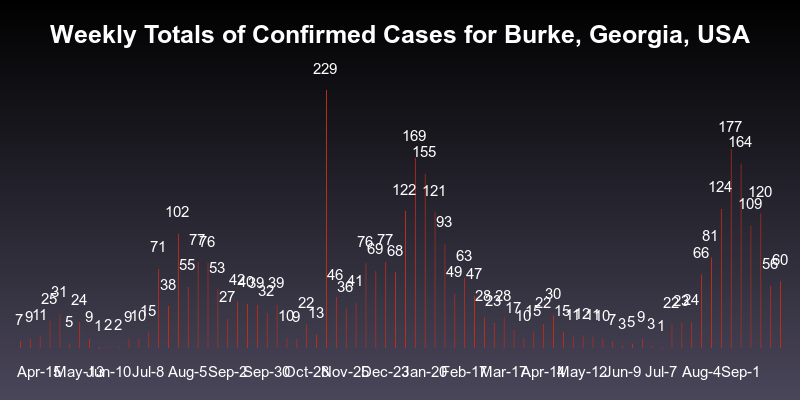 Weekly Totals of Confirmed Cases for Burke, Georgia, USA
229
177
169
164
155
124
122 121 120
102 109
93
81
77 76 76 77
71 69 68 66
63
55 53 56 60
49 47
38 42 40 39 39 46 36 41
31 27 32 28 28 30
25 24 22 23 22 22 23 24
7 9 11 5 9 1 2 2 9 10 15 10 9 13 17 10 15 15 11 12 11 10 7 3 5 9 3 1
Apr-15 May-13 Jun-10 Jul-8 Aug-5 Sep-2 Sep-30 Oct-28 Nov-25 Dec-23 Jan-20 Feb-17 Mar-17 Apr-14 May-12 Jun-9 Jul-7 Aug-4 Sep-1